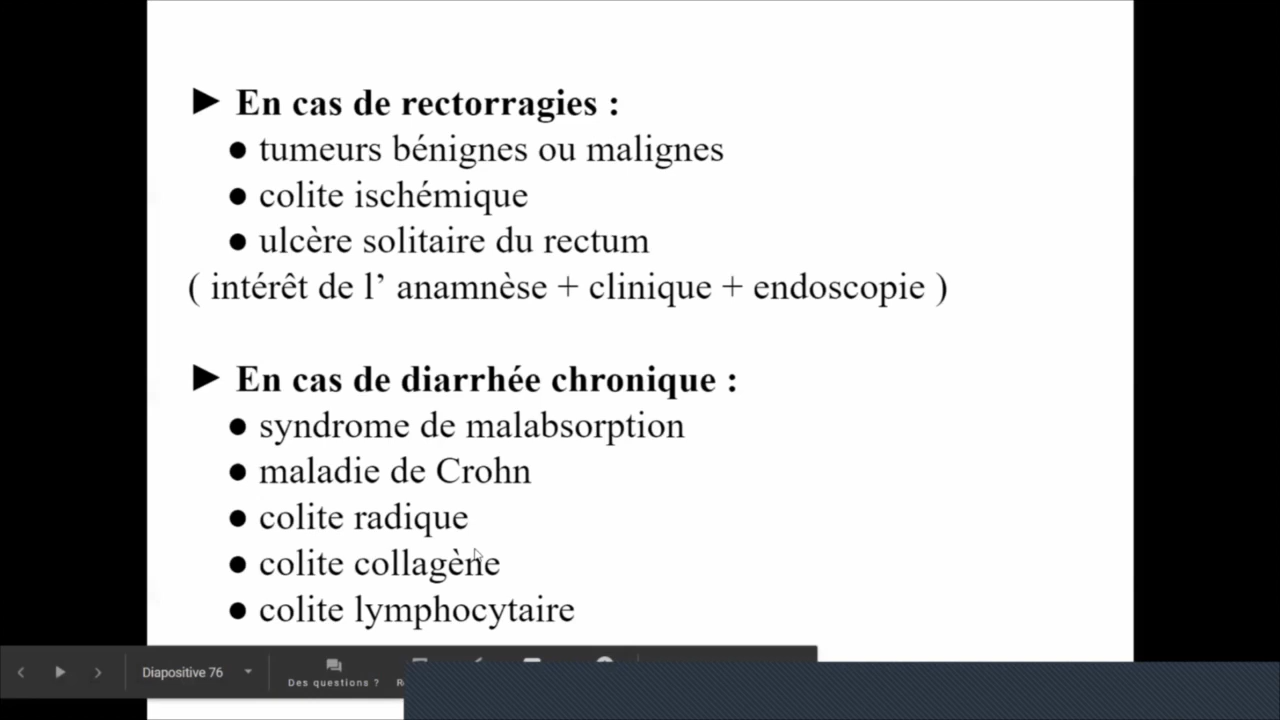 ► En cas de rectorragies :
● tumeurs bénignes ou malignes
● colite ischémique
● ulcère solitaire du rectum
( intérêt de l’ anamnèse + clinique + endoscopie )
► En cas de diarrhée chronique :
● syndrome de malabsorption
● maladie de Crohn
● colite radique
● colite collagène
● colite lymphocytaire
Diapositive 76
Des questions ?